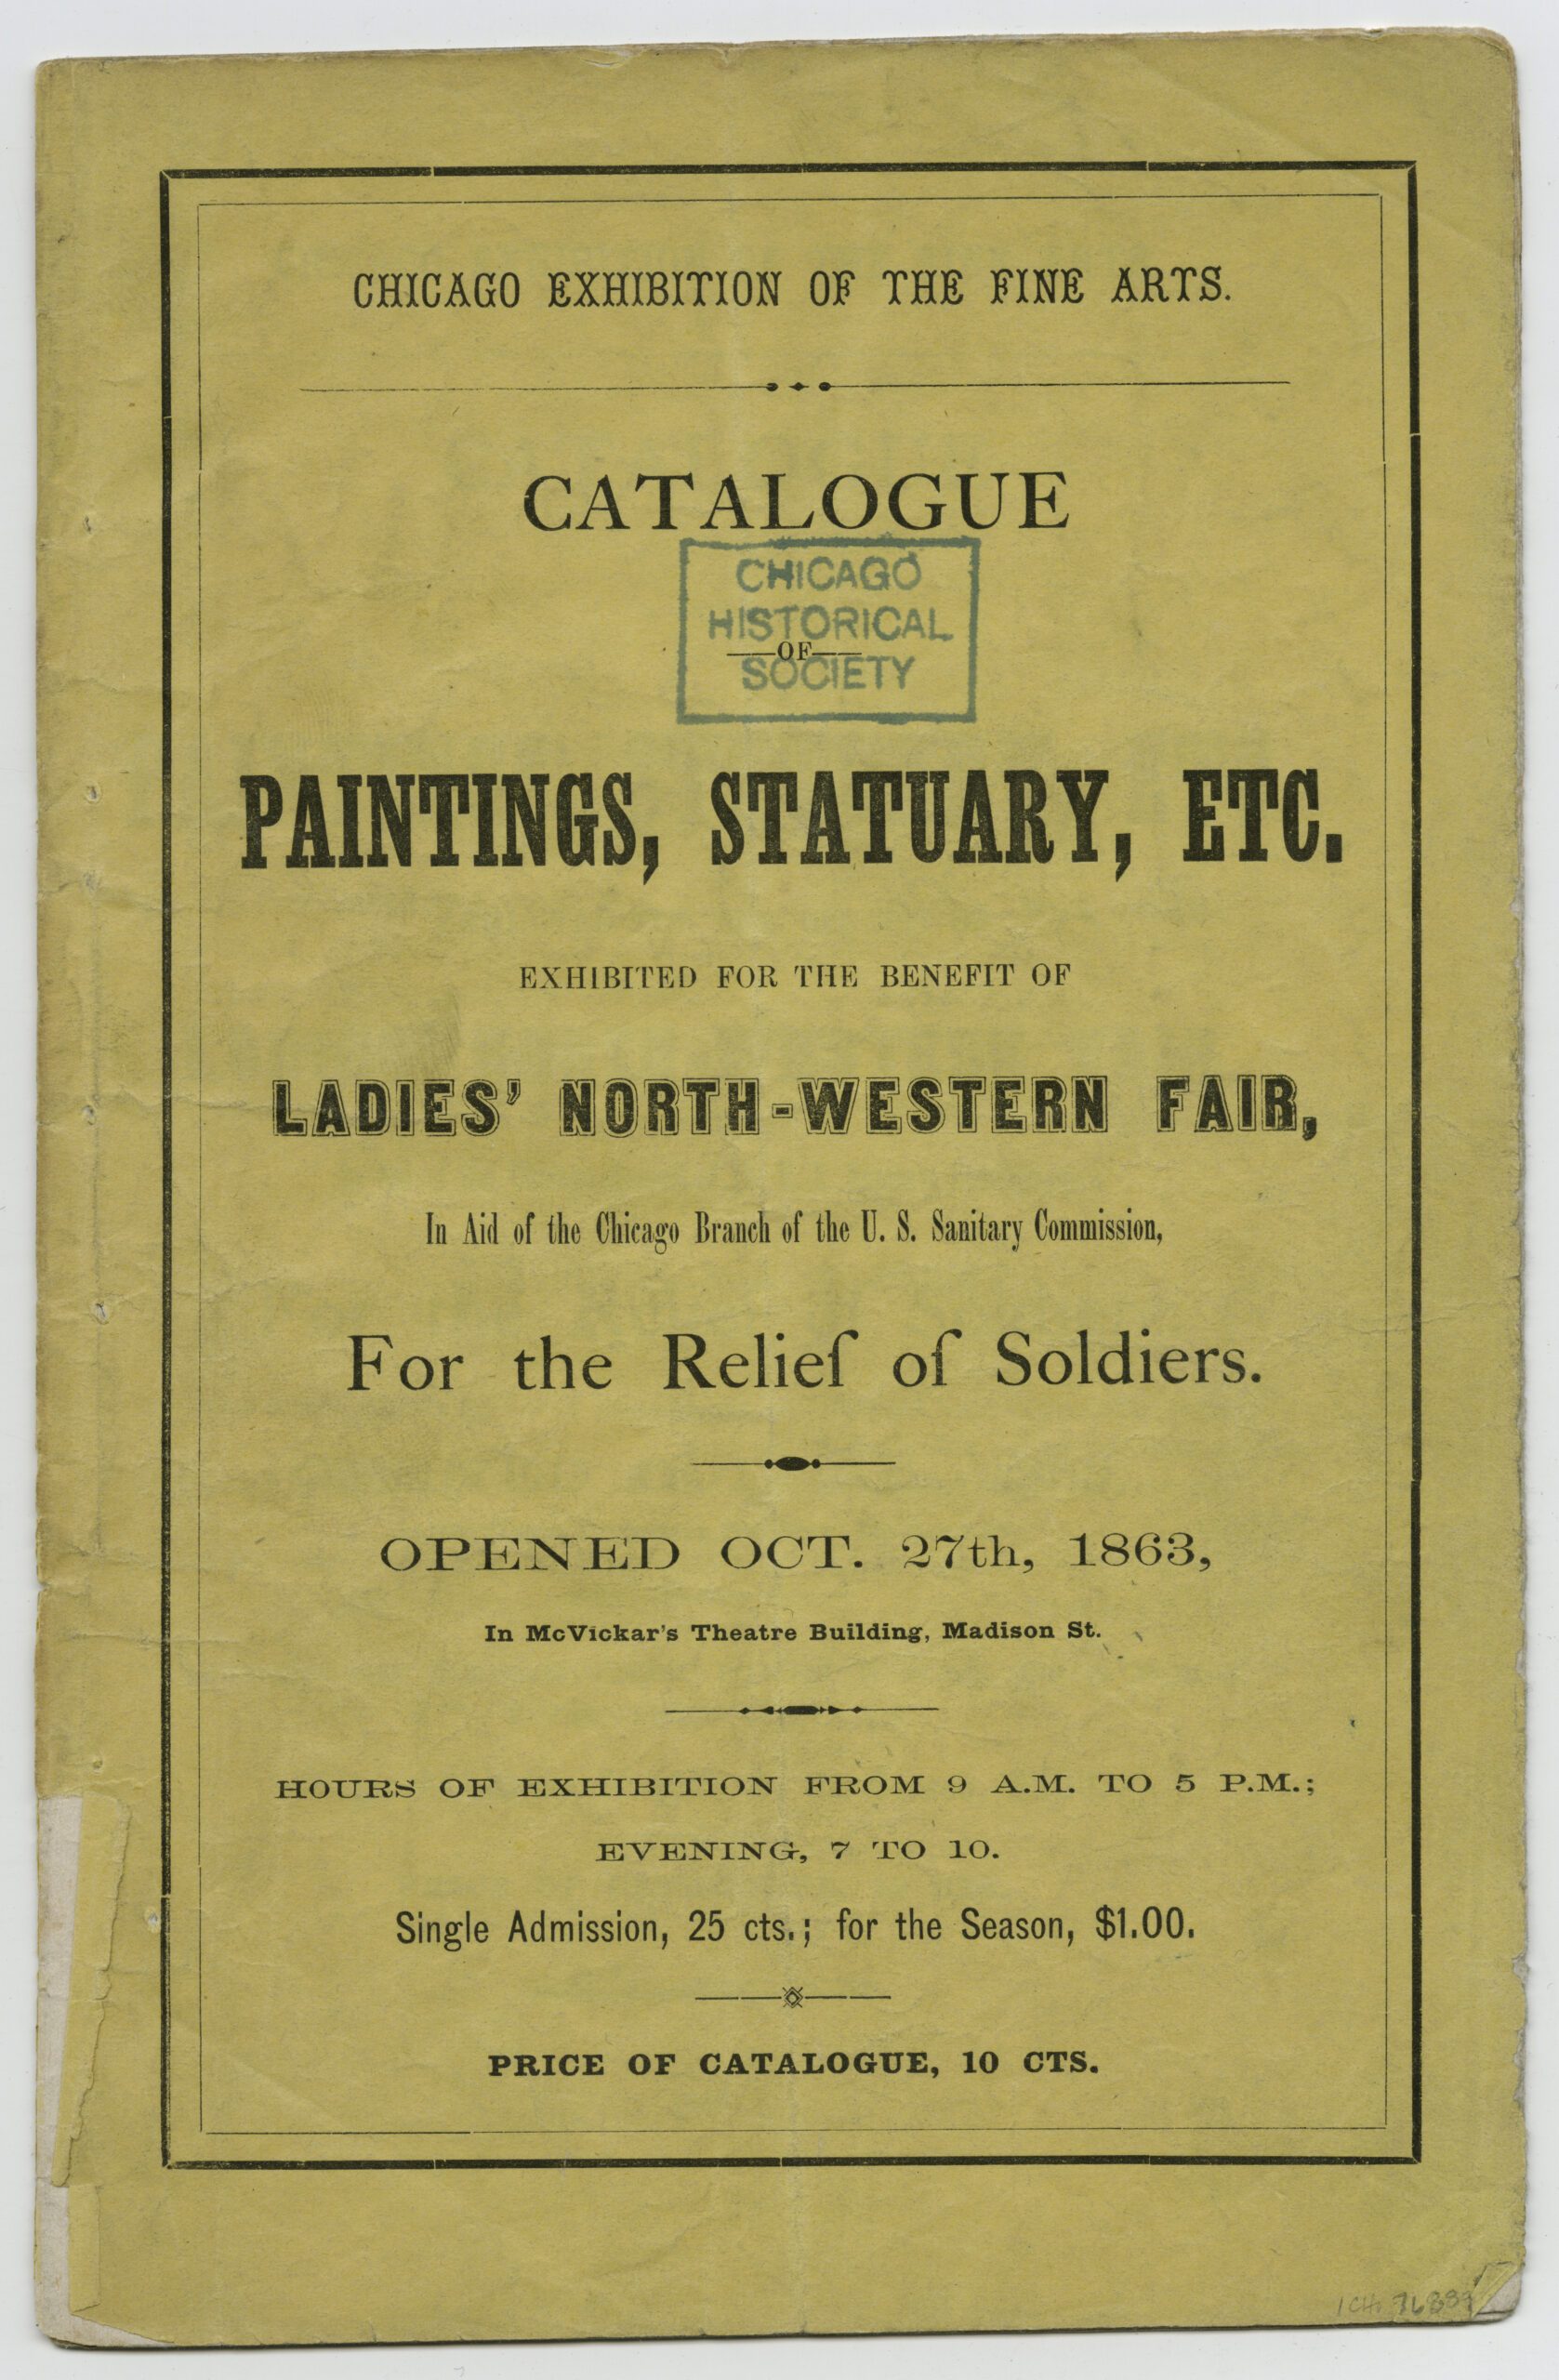 CHICAGO EXHIBITION OF THE FINE ARTS.
CATALOGUE
CHICAGO
HISTORICAL
OF
SOCIETY
PAINTINGS, STATUARY, ETC.
EXHIBITED FOR THE BENEFIT OF
LADIES' NORTH-WESTERN FAIR,
In Aid of the Chicago Branch of the U. S. Sanitary Commission,
For the Relief of Soldiers.
OPENED OCT. 27th, 1863,
In McVickar's Theatre Building, Madison St.
HOURS OF EXHIBITION FROM 9 A.M. TO 5 P.M.;
EVENING, 7 TO 10.
Single Admission, 25 cts.; for the Season, $1.00.
PRICE OF CATALOGUE, 10 CTS.